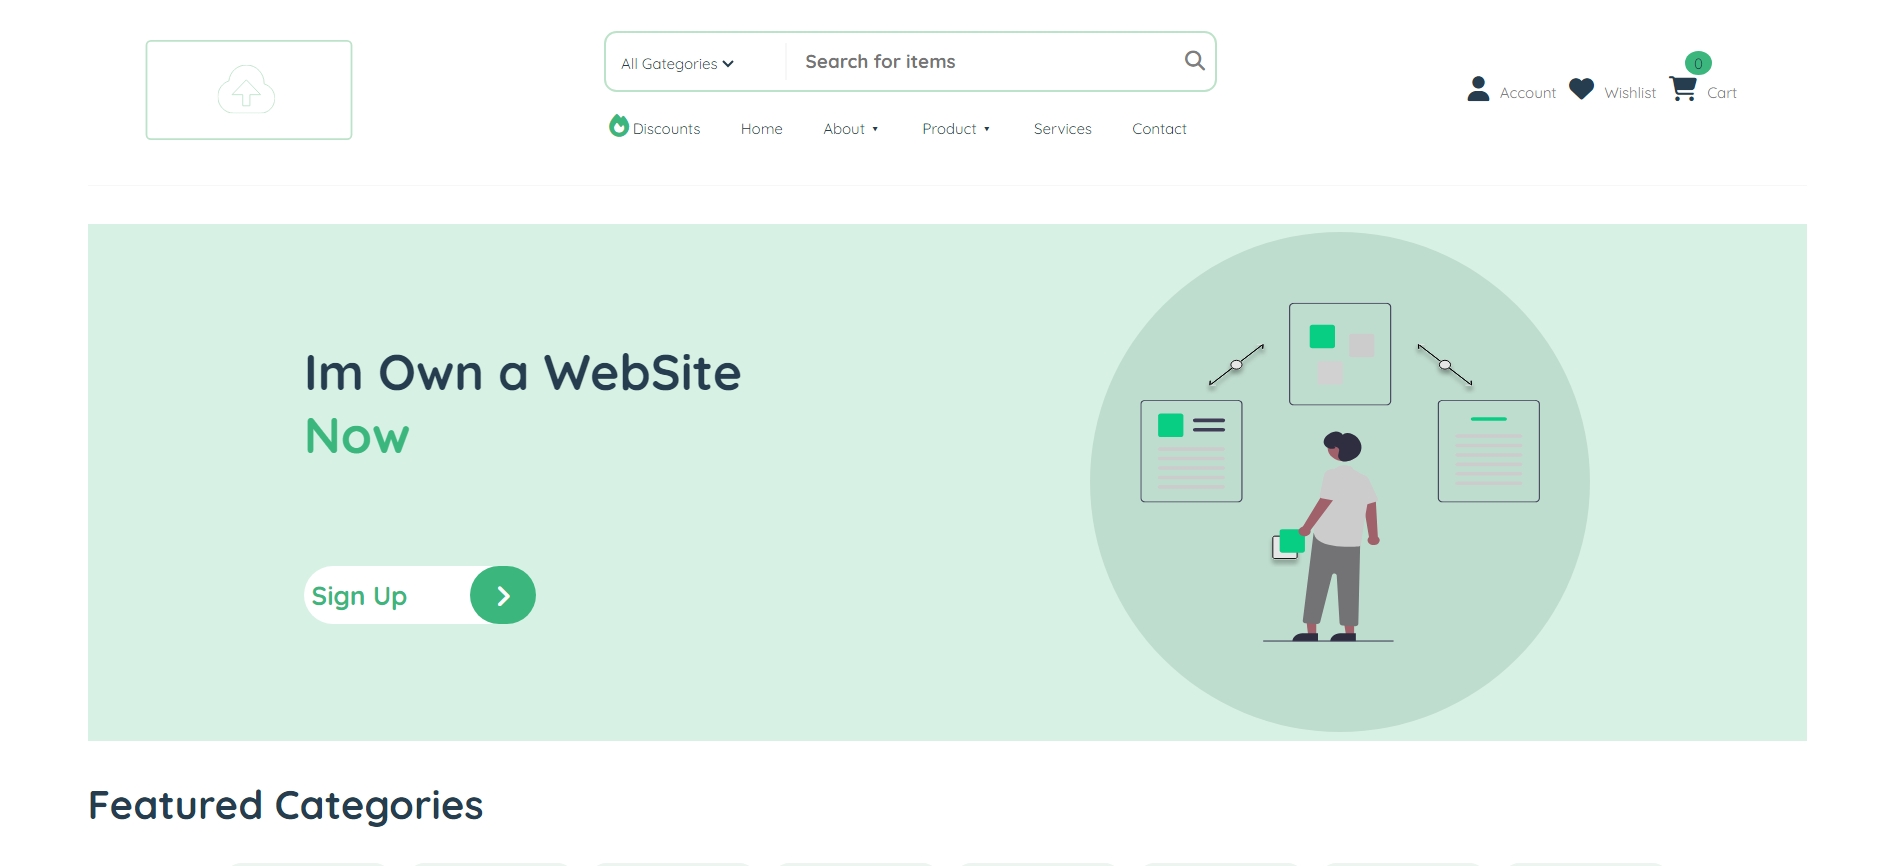 All Gategories
Search for items
0
Account
Wishlist
Cart
Discounts
Home
About
Product
Services
Contact
Im Own a WebSite
Now
Sign Up
Featured Categories